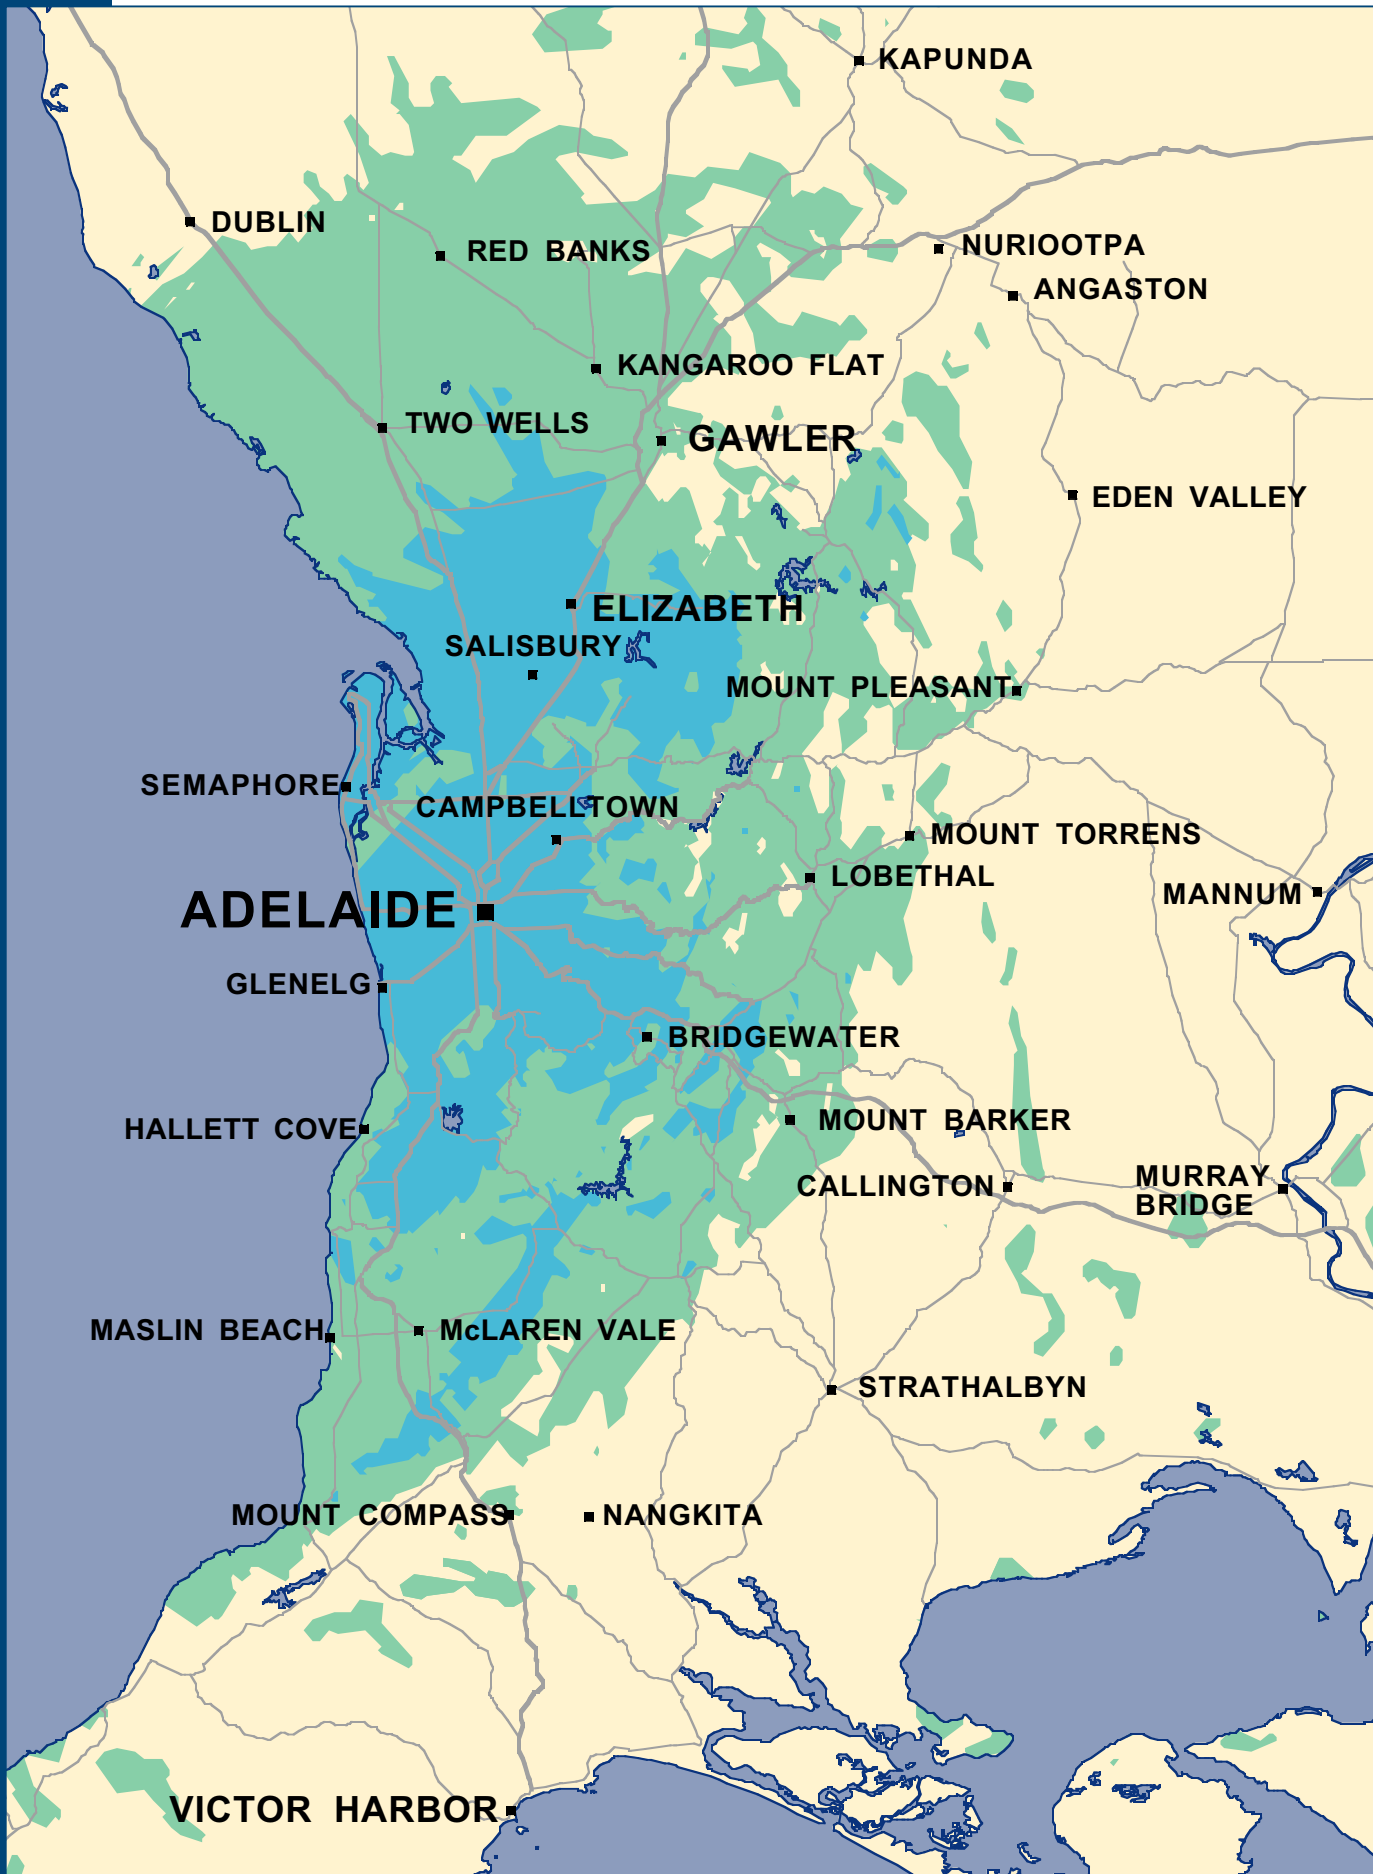 KAPUNDA
DUBLIN
RED BANKS
NURIOOTPA
ANGASTON
KANGAROO FLAT
TWO WELLS
GAWLER
EDEN VALLEY
ELIZABETH
SALISBURY
MOUNT PLEASANT
SEMAPHORE
CAMPBELLTOWN
MOUNT TORRENS
LOBETHAL
MANNUM
ADELAIDE
GLENELG
BRIDGEWATER
MOUNT BARKER
HALLETT COVE
CALLINGTON
MURRAY
BRIDGE
MASLIN BEACH
McLAREN VALE
STRATHALBYN
MOUNT COMPASS
NANGKITA
VICTOR HARBOR